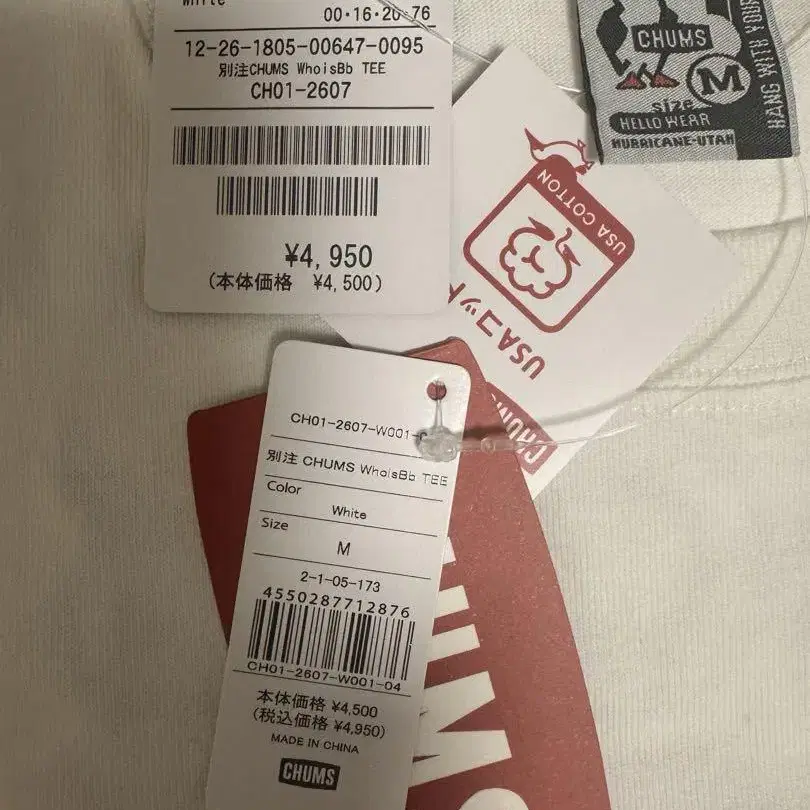 White
00·16·20·76
12-26-1805-00647-0095
別注CHUMS WhoisBb TEE
CH01-2607
¥4,950
(本体価格 ¥4,500)
CHUMS
M
size
HELLO WEAR
HURRICANE-UTAH
HANG WITH YOUR
USA COTTON
USAコット
CHUMS
CH01-2607-W001-
別注 CHUMS WhoisBb TEE
Color
White
Size
M
2-1-05-173
4550287712876
CH01-2607-W001-04
本体価格 ¥4,500
(税込価格 ¥4,950)
MADE IN CHINA
CHUMS